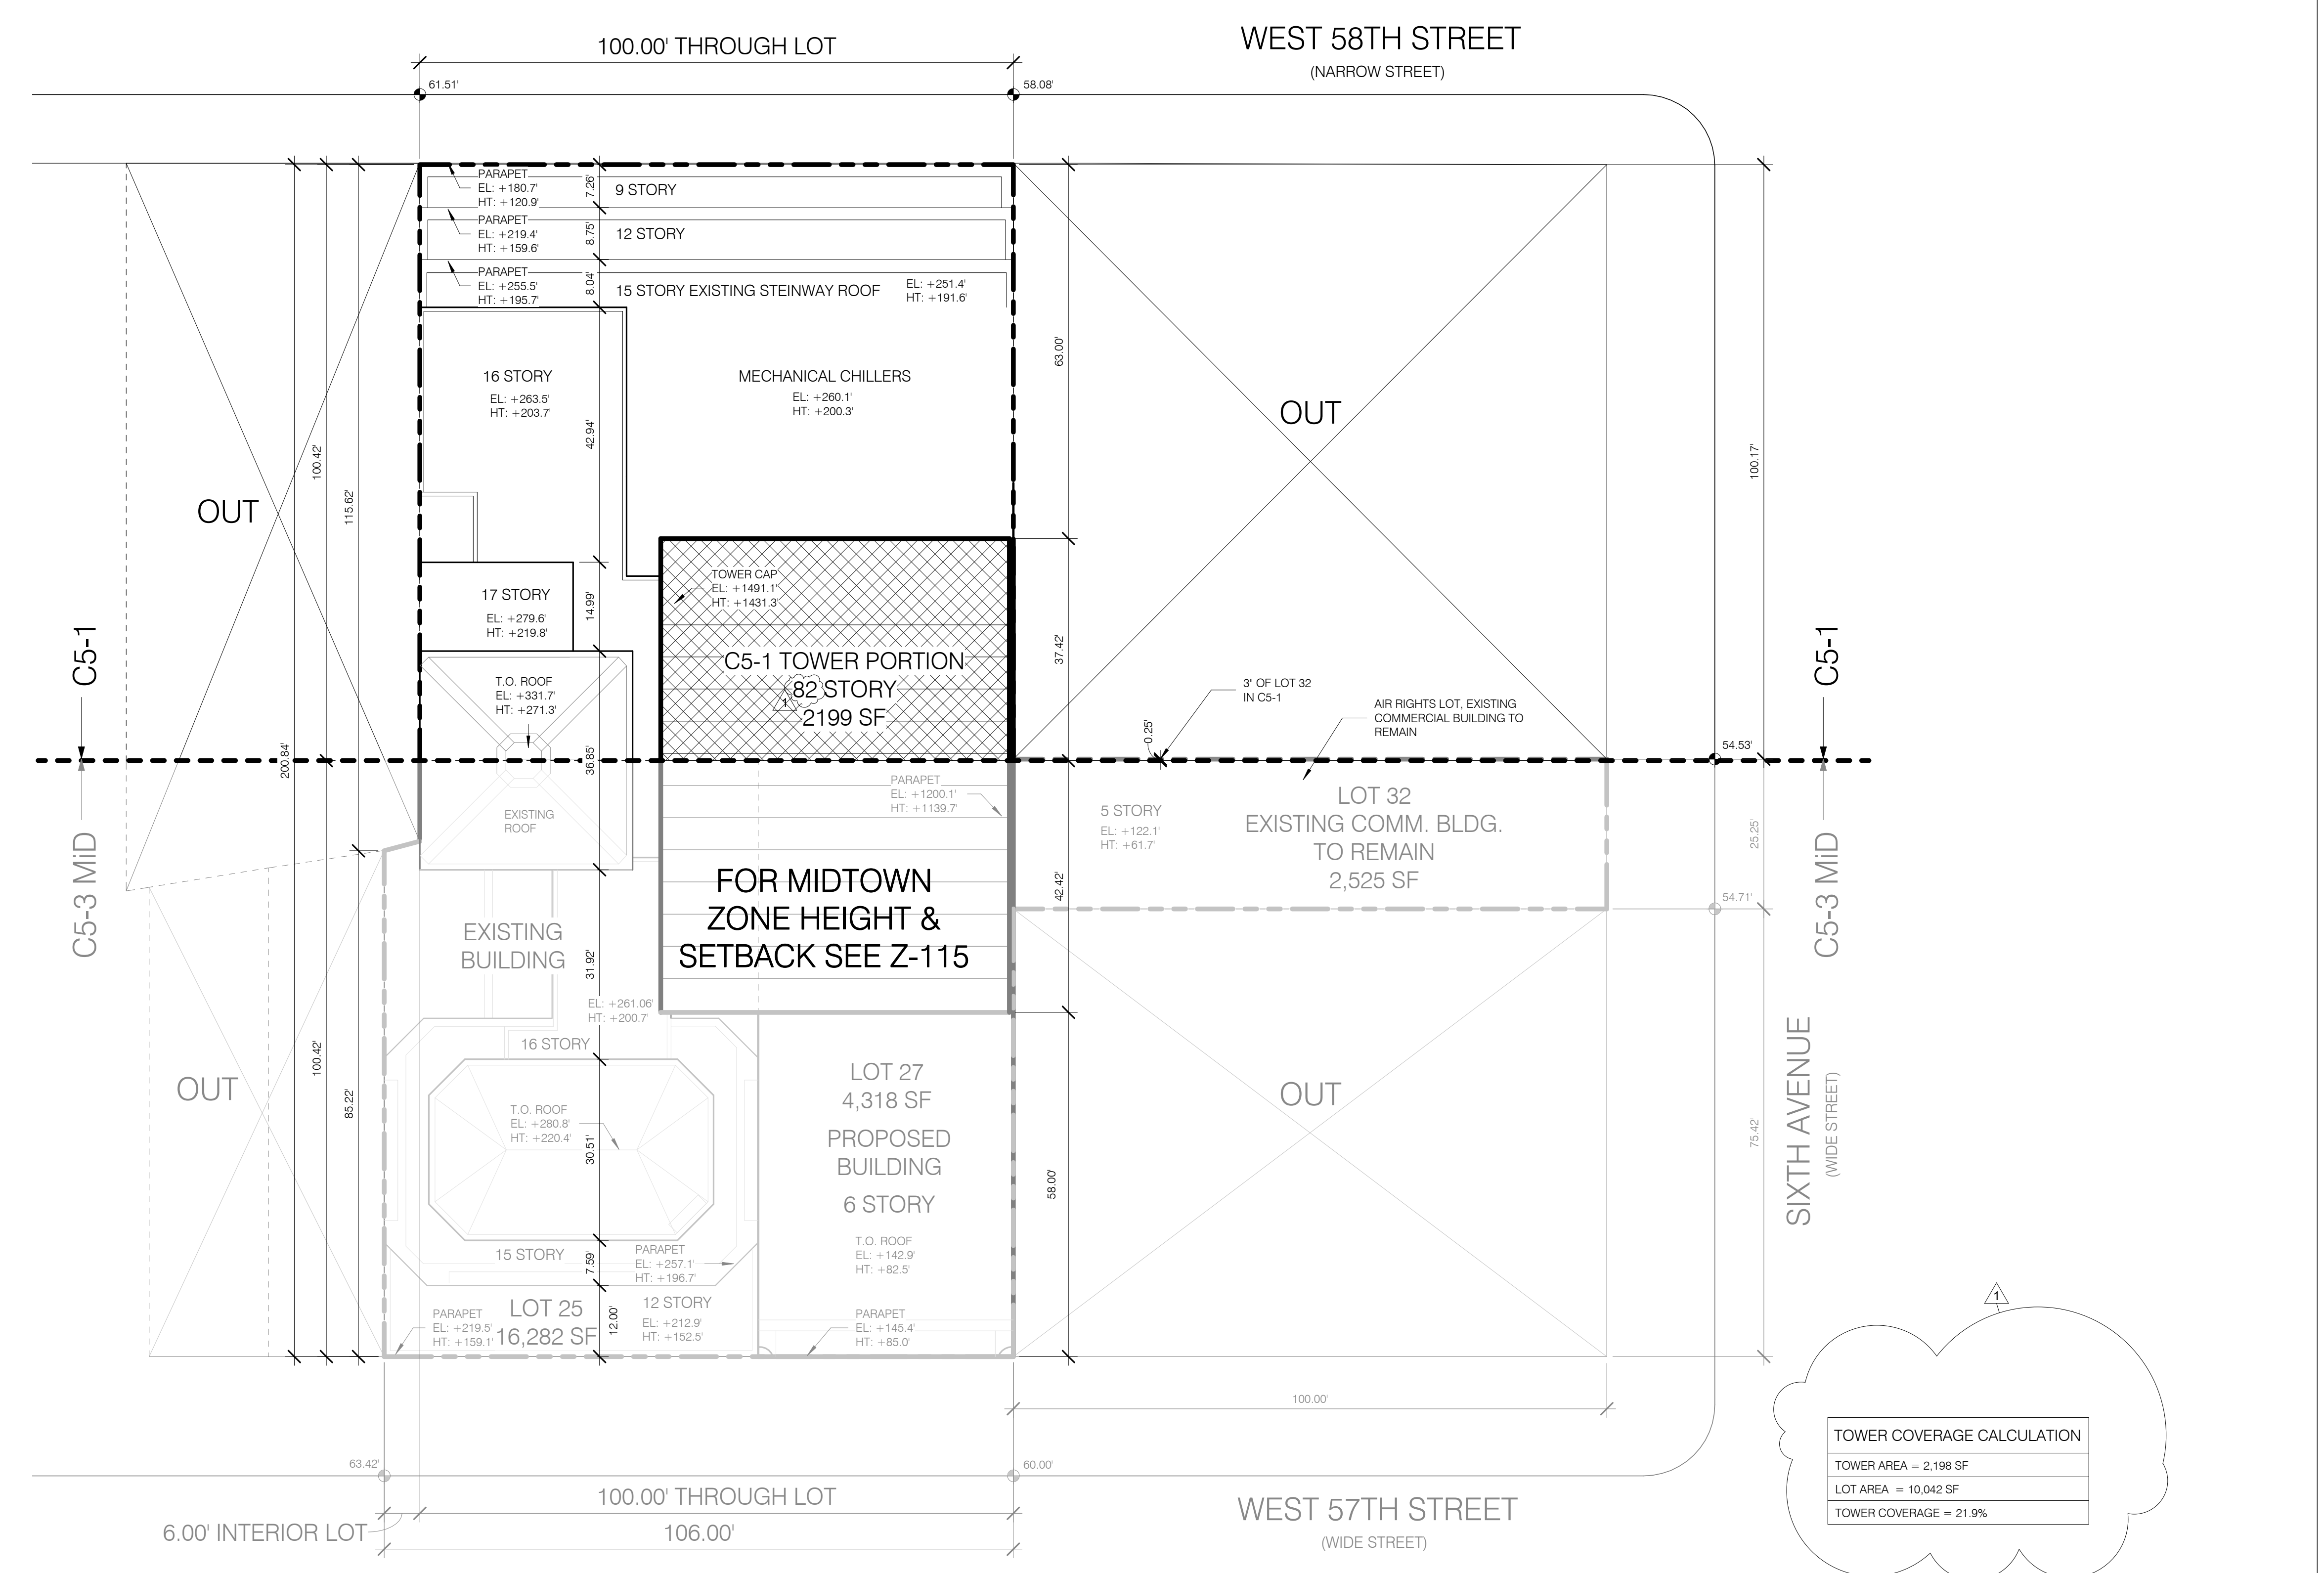 100.00' THROUGH LOT
WEST 58TH STREET
(NARROW STREET)
61.51'
58.08'
PARAPET
EL: +180.7'
HT: +120.9'
7.26'
9 STORY
PARAPET
EL: +219.4'
HT: +159.6'
8.75'
12 STORY
PARAPET
EL: +255.5'
HT: +195.7'
8.04'
15 STORY EXISTING STEINWAY ROOF
EL: +251.4'
HT: +191.6'
16 STORY
EL: +263.5'
HT: +203.7'
MECHANICAL CHILLERS
EL: +260.1'
HT: +200.3'
63.00'
42.94'
100.42'
115.62'
100.17'
OUT
OUT
17 STORY
EL: +279.6'
HT: +219.8'
14.99'
TOWER CAP
EL: +1491.1'
HT: +1431.3'
C5-1 TOWER PORTION
82 STORY
1
2199 SF
37.42'
C5-1
C5-1
T.O. ROOF
EL: +331.7'
HT: +271.3'
3" OF LOT 32
IN C5-1
AIR RIGHTS LOT, EXISTING
COMMERCIAL BUILDING TO
REMAIN
0.25'
54.53'
200.84'
36.85'
EXISTING
ROOF
PARAPET
EL: +1200.1'
HT: +1139.7'
5 STORY
EL: +122.1'
HT: +61.7'
LOT 32
EXISTING COMM. BLDG.
TO REMAIN
2,525 SF
25.25'
54.71'
C5-3 MiD
C5-3 MiD
FOR MIDTOWN
ZONE HEIGHT &
SETBACK SEE Z-115
42.42'
EXISTING
BUILDING
31.92'
EL: +261.06'
HT: +200.7'
16 STORY
100.42'
85.22'
OUT
OUT
T.O. ROOF
EL: +280.8'
HT: +220.4'
30.51'
LOT 27
4,318 SF
PROPOSED
BUILDING
6 STORY
T.O. ROOF
EL: +142.9'
HT: +82.5'
58.00'
75.42'
SIXTH AVENUE
(WIDE STREET)
15 STORY
7.59'
PARAPET
EL: +257.1'
HT: +196.7'
PARAPET
EL: +219.5'
HT: +159.1'
LOT 25
16,282 SF
12.00'
12 STORY
EL: +212.9'
HT: +152.5'
PARAPET
EL: +145.4'
HT: +85.0'
100.00'
63.42'
60.00'
100.00' THROUGH LOT
6.00' INTERIOR LOT
106.00'
WEST 57TH STREET
(WIDE STREET)
1
TOWER COVERAGE CALCULATION
TOWER AREA = 2,198 SF
LOT AREA = 10,042 SF
TOWER COVERAGE = 21.9%